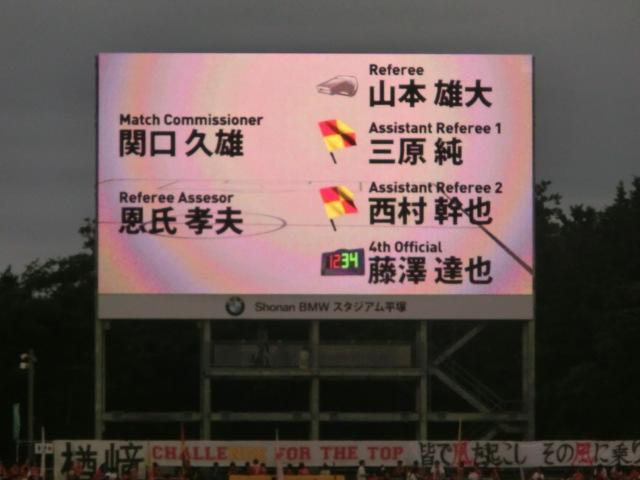 Match Commissioner
関口 久雄
Referee Assesor
恩氏 孝夫
Referee
山本 雄大
Assistant Referee 1
三原 純
Assistant Referee 2
西村 幹也
4th Official
1234
藤澤 達也
Shonan BMW スタジアム平塚
楢﨑
CHALLENGE FOR THE TOP
皆で風を起こし その風に乗り